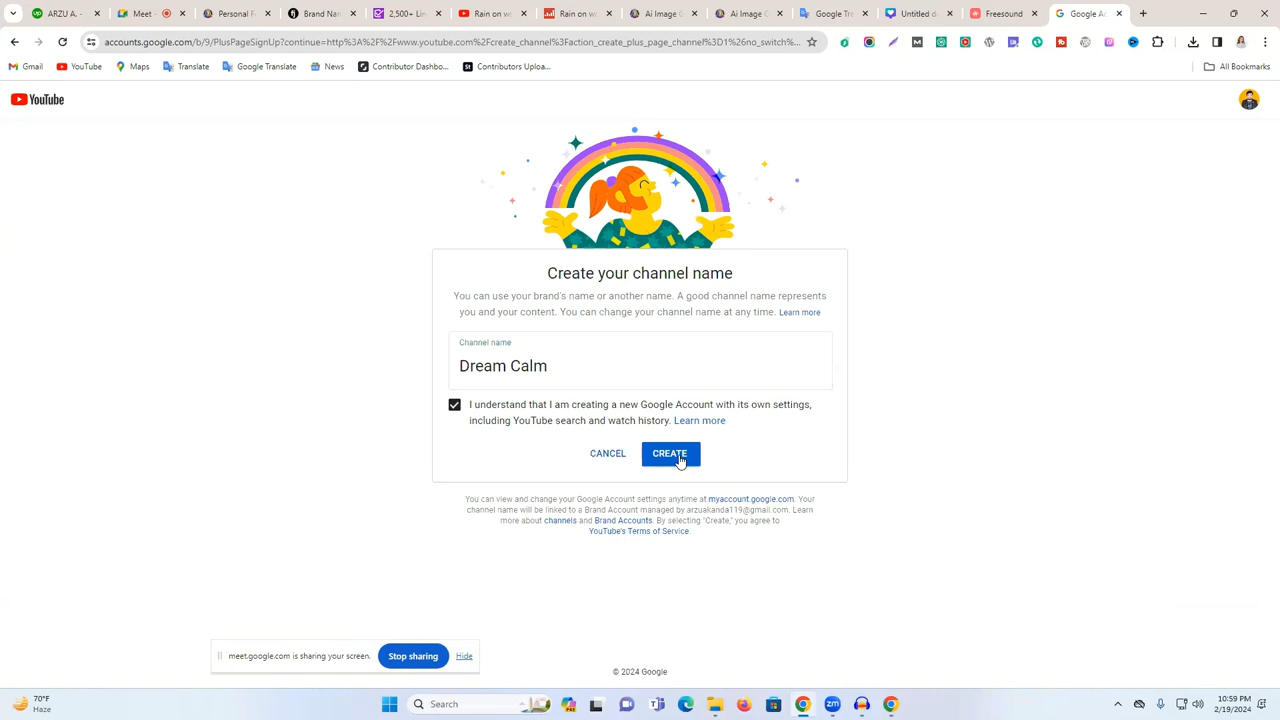 ARZU A. -
Meet
Personal F
Brand Nan
200+ Line
Rain on w
Rain on w
AI Image G
Image G
Google Tra
Untitled d
Freesound
Google Ac
accounts.google.com/b/9/PlusPageSignUp?continue=http%3A%2F%2Fwww.youtube.com%2Fcreate_channel%3Faction_create_plus_page_channel%3D1%26no_switch%...
Gmail
YouTube
Maps
Translate
Google Translate
News
Contributor Dashbo...
Contributors Uploa...
All Bookmarks
YouTube
Create your channel name
You can use your brand's name or another name. A good channel name represents
you and your content. You can change your channel name at any time. Learn more
Channel name
Dream Calm
I understand that I am creating a new Google Account with its own settings,
including YouTube search and watch history. Learn more
CANCEL
CREATE
You can view and change your Google Account settings anytime at myaccount.google.com. Your
channel name will be linked to a Brand Account managed by arzuakanda119@gmail.com. Learn
more about channels and Brand Accounts. By selecting "Create," you agree to
YouTube's Terms of Service.
meet.google.com is sharing your screen.
Stop sharing
Hide
© 2024 Google
70°F
Haze
Search
10:59 PM
2/19/2024